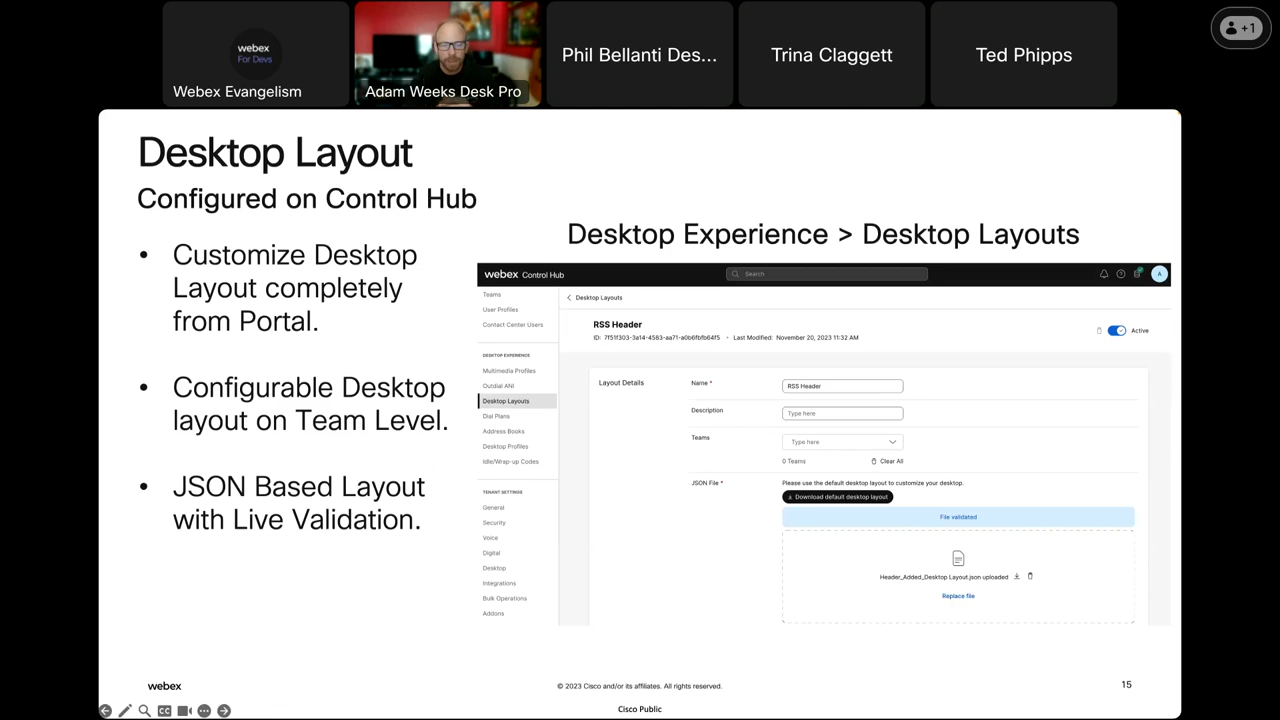 webex
For Devs
Webex Evangelism
Adam Weeks Desk Pro
Phil Bellanti Des...
Trina Claggett
Ted Phipps
+1
Desktop Layout
Configured on Control Hub
• Customize Desktop
Layout completely
from Portal.
• Configurable Desktop
layout on Team Level.
• JSON Based Layout
with Live Validation.
Desktop Experience > Desktop Layouts
webex Control Hub
Search
A
Teams
User Profiles
Contact Center Users
DESKTOP EXPERIENCE
Multimedia Profiles
Outdial ANI
Desktop Layouts
Dial Plans
Address Books
Desktop Profiles
Idle/Wrap-up Codes
TENANT SETTINGS
General
Security
Voice
Digital
Desktop
Integrations
Bulk Operations
Addons
Desktop Layouts
RSS Header
ID: 7f51f303-3a14-4583-aa71-a0b6fbfb64f5 • Last Modified: November 20, 2023 11:32 AM
Active
Layout Details
Name *
RSS Header
Description
Type here
Teams
Type here
0 Teams
Clear All
JSON File *
Please use the default desktop layout to customize your desktop.
Download default desktop layout
File validated
Header_Added_Desktop Layout.json uploaded
Replace file
webex
© 2023 Cisco and/or its affiliates. All rights reserved.
15
CC
Cisco Public